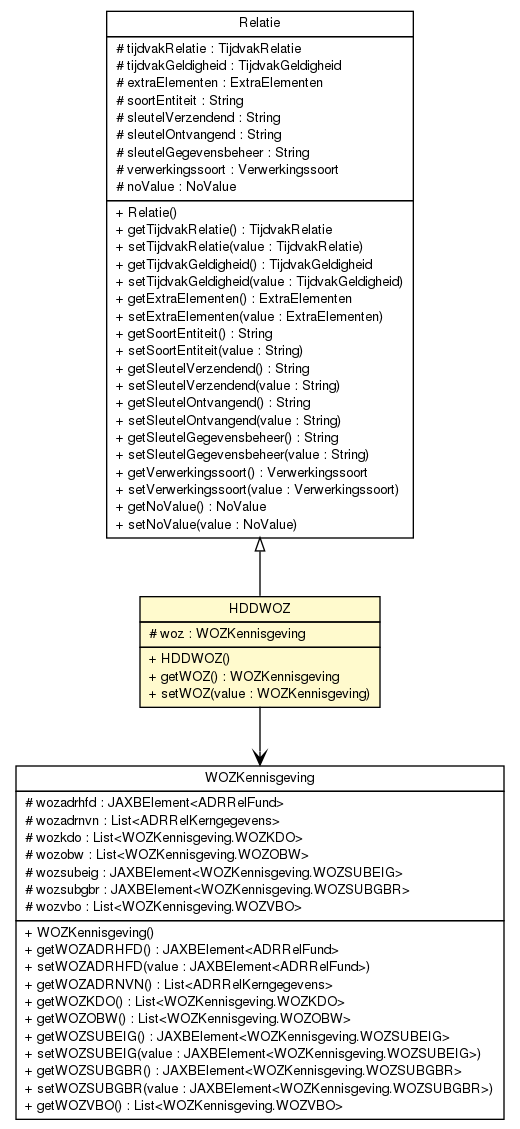 Relatie
# tijdvakRelatie : TijdvakRelatie
# tijdvakGeldigheid : TijdvakGeldigheid
# extraElementen : ExtraElementen
# soortEntiteit : String
# sleutelVerzendend : String
# sleutelOntvangend : String
# sleutelGegevensbeheer : String
# verwerkingssoort : Verwerkingssoort
# noValue : NoValue
+ Relatie()
+ getTijdvakRelatie() : TijdvakRelatie
+ setTijdvakRelatie(value : TijdvakRelatie)
+ getTijdvakGeldigheid() : TijdvakGeldigheid
+ setTijdvakGeldigheid(value : TijdvakGeldigheid)
+ getExtraElementen() : ExtraElementen
+ setExtraElementen(value : ExtraElementen)
+ getSoortEntiteit() : String
+ setSoortEntiteit(value : String)
+ getSleutelVerzendend() : String
+ setSleutelVerzendend(value : String)
+ getSleutelOntvangend() : String
+ setSleutelOntvangend(value : String)
+ getSleutelGegevensbeheer() : String
+ setSleutelGegevensbeheer(value : String)
+ getVerwerkingssoort() : Verwerkingssoort
+ setVerwerkingssoort(value : Verwerkingssoort)
+ getNoValue() : NoValue
+ setNoValue(value : NoValue)
HDDWOZ
# woz : WOZKennisgeving
+ HDDWOZ()
+ getWOZ() : WOZKennisgeving
+ setWOZ(value : WOZKennisgeving)
WOZKennisgeving
# wozadrhfd : JAXBElement<ADRRelFund>
# wozadrnvn : List<ADRRelKerngegevens>
# wozkdo : List<WOZKennisgeving.WOZKDO>
# wozobw : List<WOZKennisgeving.WOZOBW>
# wozsubeig : JAXBElement<WOZKennisgeving.WOZSUBEIG>
# wozsubgbr : JAXBElement<WOZKennisgeving.WOZSUBGBR>
# wozvbo : List<WOZKennisgeving.WOZVBO>
+ WOZKennisgeving()
+ getWOZADRHFD() : JAXBElement<ADRRelFund>
+ setWOZADRHFD(value : JAXBElement<ADRRelFund>)
+ getWOZADRNVN() : List<ADRRelKerngegevens>
+ getWOZKDO() : List<WOZKennisgeving.WOZKDO>
+ getWOZOBW() : List<WOZKennisgeving.WOZOBW>
+ getWOZSUBEIG() : JAXBElement<WOZKennisgeving.WOZSUBEIG>
+ setWOZSUBEIG(value : JAXBElement<WOZKennisgeving.WOZSUBEIG>)
+ getWOZSUBGBR() : JAXBElement<WOZKennisgeving.WOZSUBGBR>
+ setWOZSUBGBR(value : JAXBElement<WOZKennisgeving.WOZSUBGBR>)
+ getWOZVBO() : List<WOZKennisgeving.WOZVBO>